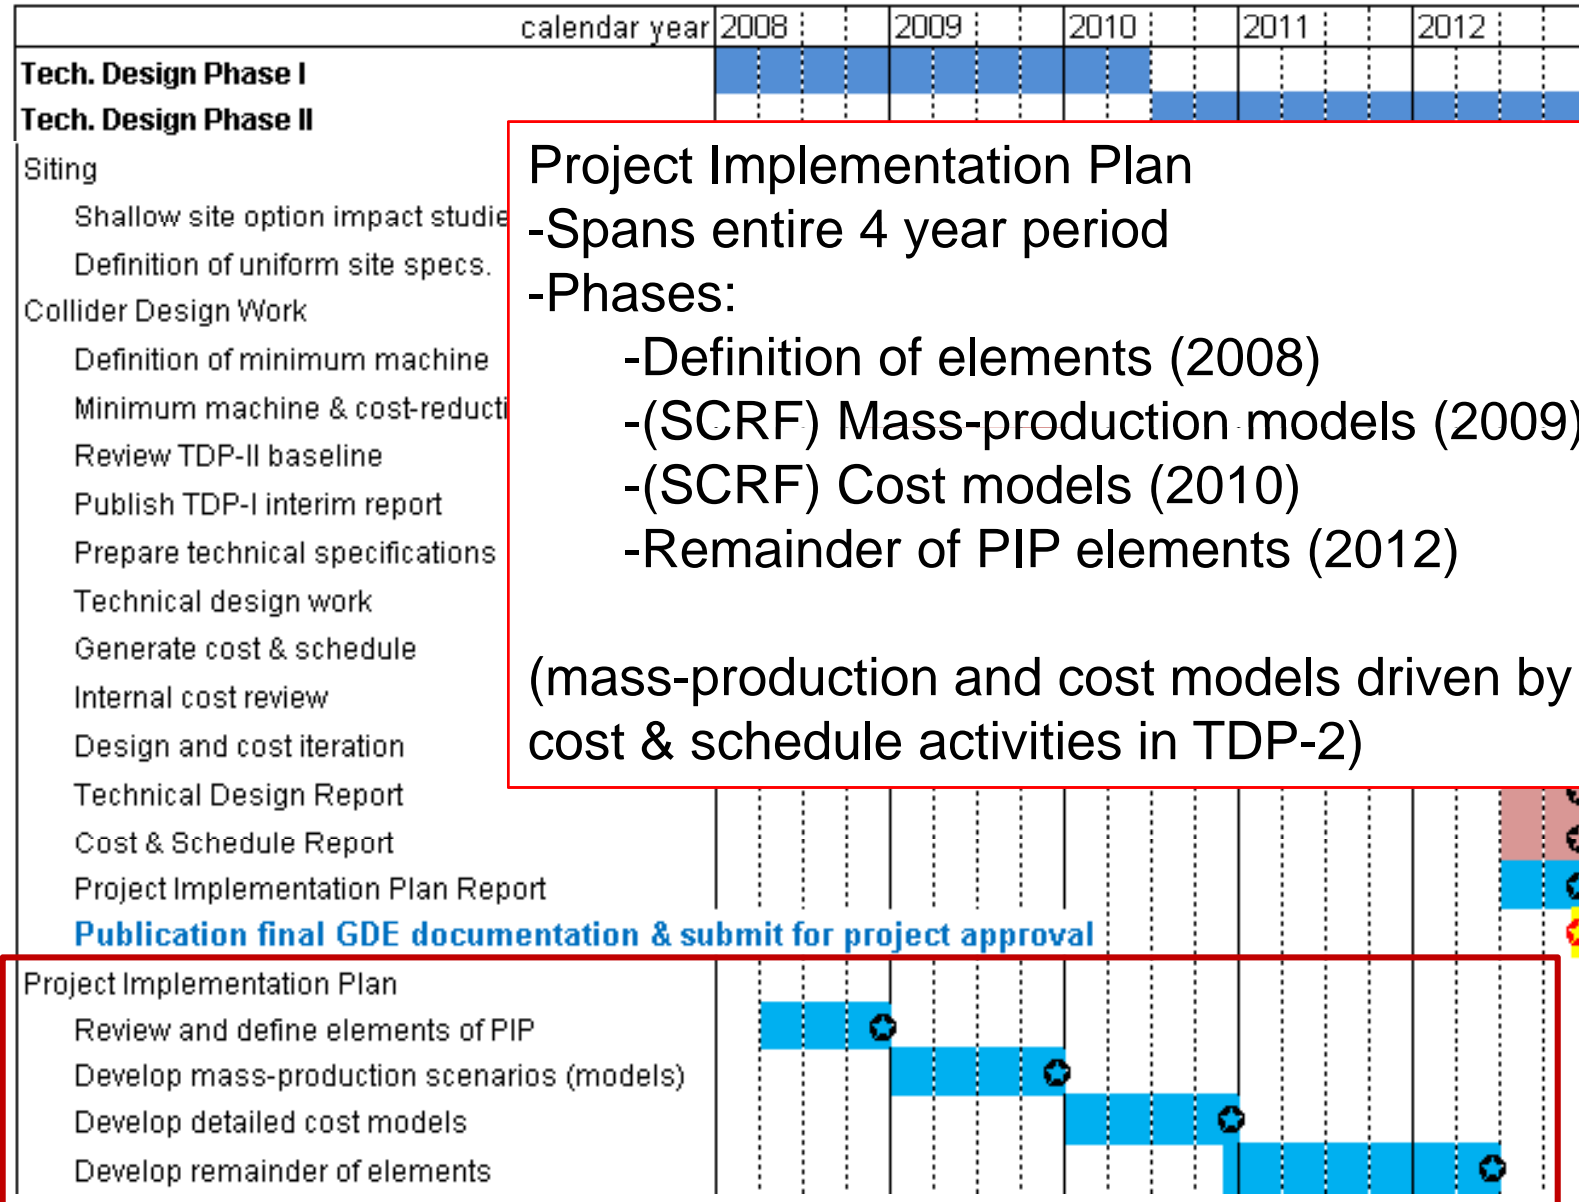 calendar year 2008 2009 2010 2011 2012
Tech. Design Phase I
Tech. Design Phase II
Siting
Shallow site option impact studie
Definition of uniform site specs.
Collider Design Work
Definition of minimum machine
Minimum machine & cost-reducti
Review TDP-II baseline
Publish TDP-I interim report
Prepare technical specifications
Technical design work
Generate cost & schedule
Internal cost review
Design and cost iteration
Technical Design Report
Cost & Schedule Report
Project Implementation Plan Report
Publication final GDE documentation & submit for project approval
Project Implementation Plan
Review and define elements of PIP
Develop mass-production scenarios (models)
Develop detailed cost models
Develop remainder of elements
Project Implementation Plan
-Spans entire 4 year period
-Phases:
-Definition of elements (2008)
-(SCRF) Mass-production models (2009)
-(SCRF) Cost models (2010)
-Remainder of PIP elements (2012)
(mass-production and cost models driven by
cost & schedule activities in TDP-2)